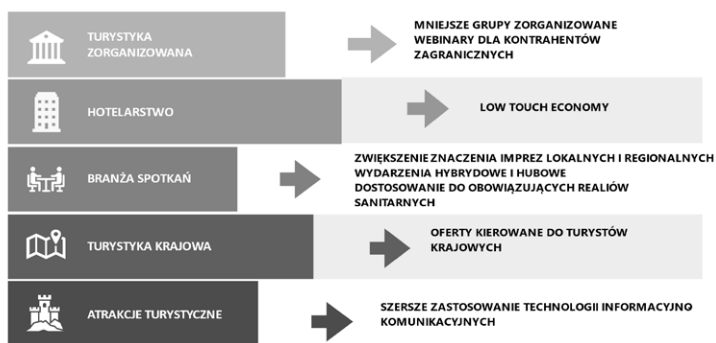 TURYSTYKA
ZORGANIZOWANA
MNIEJSZE GRUPY ZORGANIZOWANE
WEBINARY DLA KONTRAHENTÓW
ZAGRANICZNYCH
HOTELARSTWO
LOW TOUCH ECONOMY
BRANŻA SPOTKAŃ
ZWIĘKSZENIE ZNACZENIA IMPREZ LOKALNYCH I REGIONALNYCH
WYDARZENIA HYBRYDOWE I HUBOWE
DOSTOSOWANIE DO OBOWIĄZUJĄCYCH REALIÓW
SANITARNYCH
TURYSTYKA KRAJOWA
OFERTY KIEROWANE DO TURYSTÓW
KRAJOWYCH
ATRAKCJE TURYSTYCZNE
SZERSZE ZASTOSOWANIE TECHNOLOGII INFORMACYJNO
KOMUNIKACYJNYCH